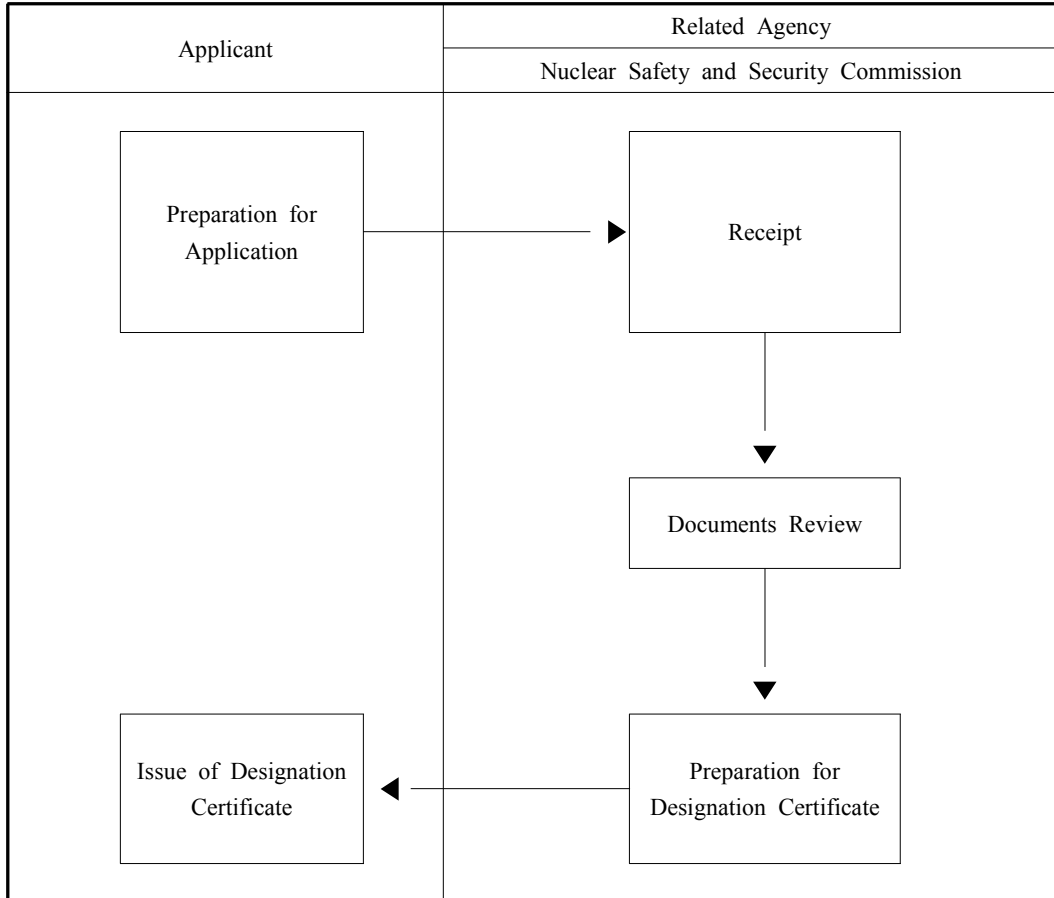 Applicant
Related Agency
Nuclear Safety and Security Commission
Preparation for
Application
Receipt
Documents Review
Issue of Designation
Certificate
Preparation for
Designation Certificate